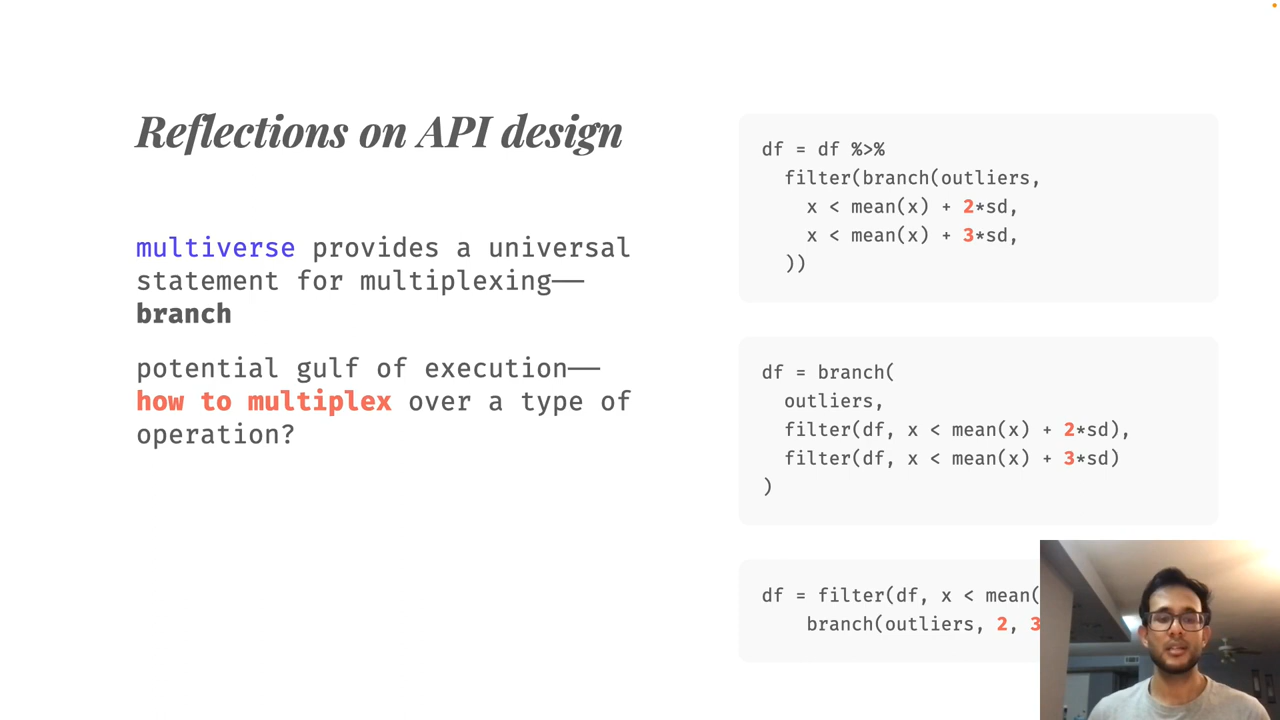 Reflections on API design
multiverse provides a universal
statement for multiplexing——
branch
potential gulf of execution——
how to multiplex over a type of
operation?
df = df %>%
filter(branch(outliers,
x < mean(x) + 2*sd,
x < mean(x) + 3*sd,
))
df = branch(
outliers,
filter(df, x < mean(x) + 2*sd),
filter(df, x < mean(x) + 3*sd)
)
df = filter(df, x < mean(
branch(outliers, 2, 3